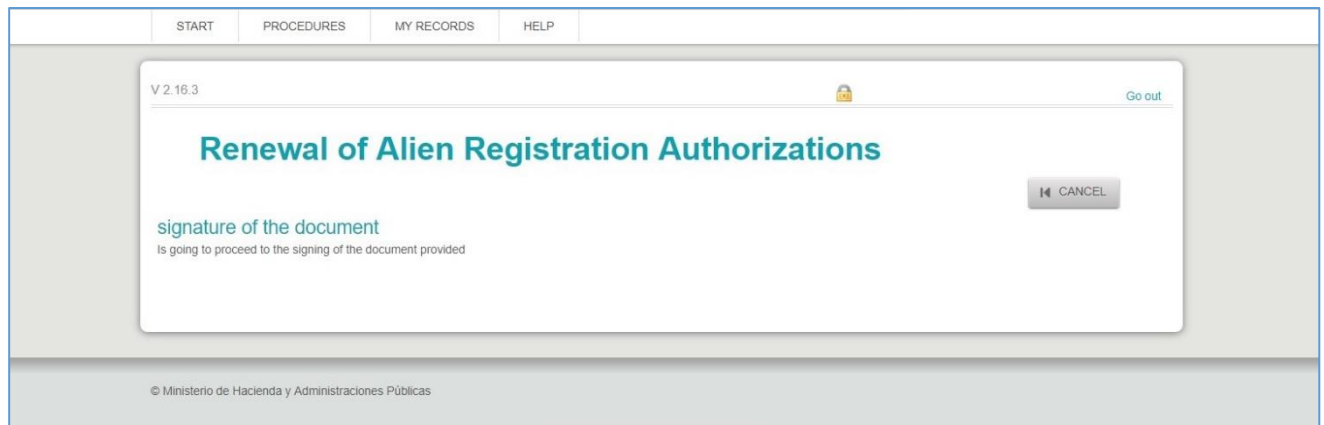 START PROCEDURES MY RECORDS HELP
V 2.16.3
Go out
Renewal of Alien Registration Authorizations
CANCEL
signature of the document
Is going to proceed to the signing of the document provided
© Ministerio de Hacienda y Administraciones Públicas